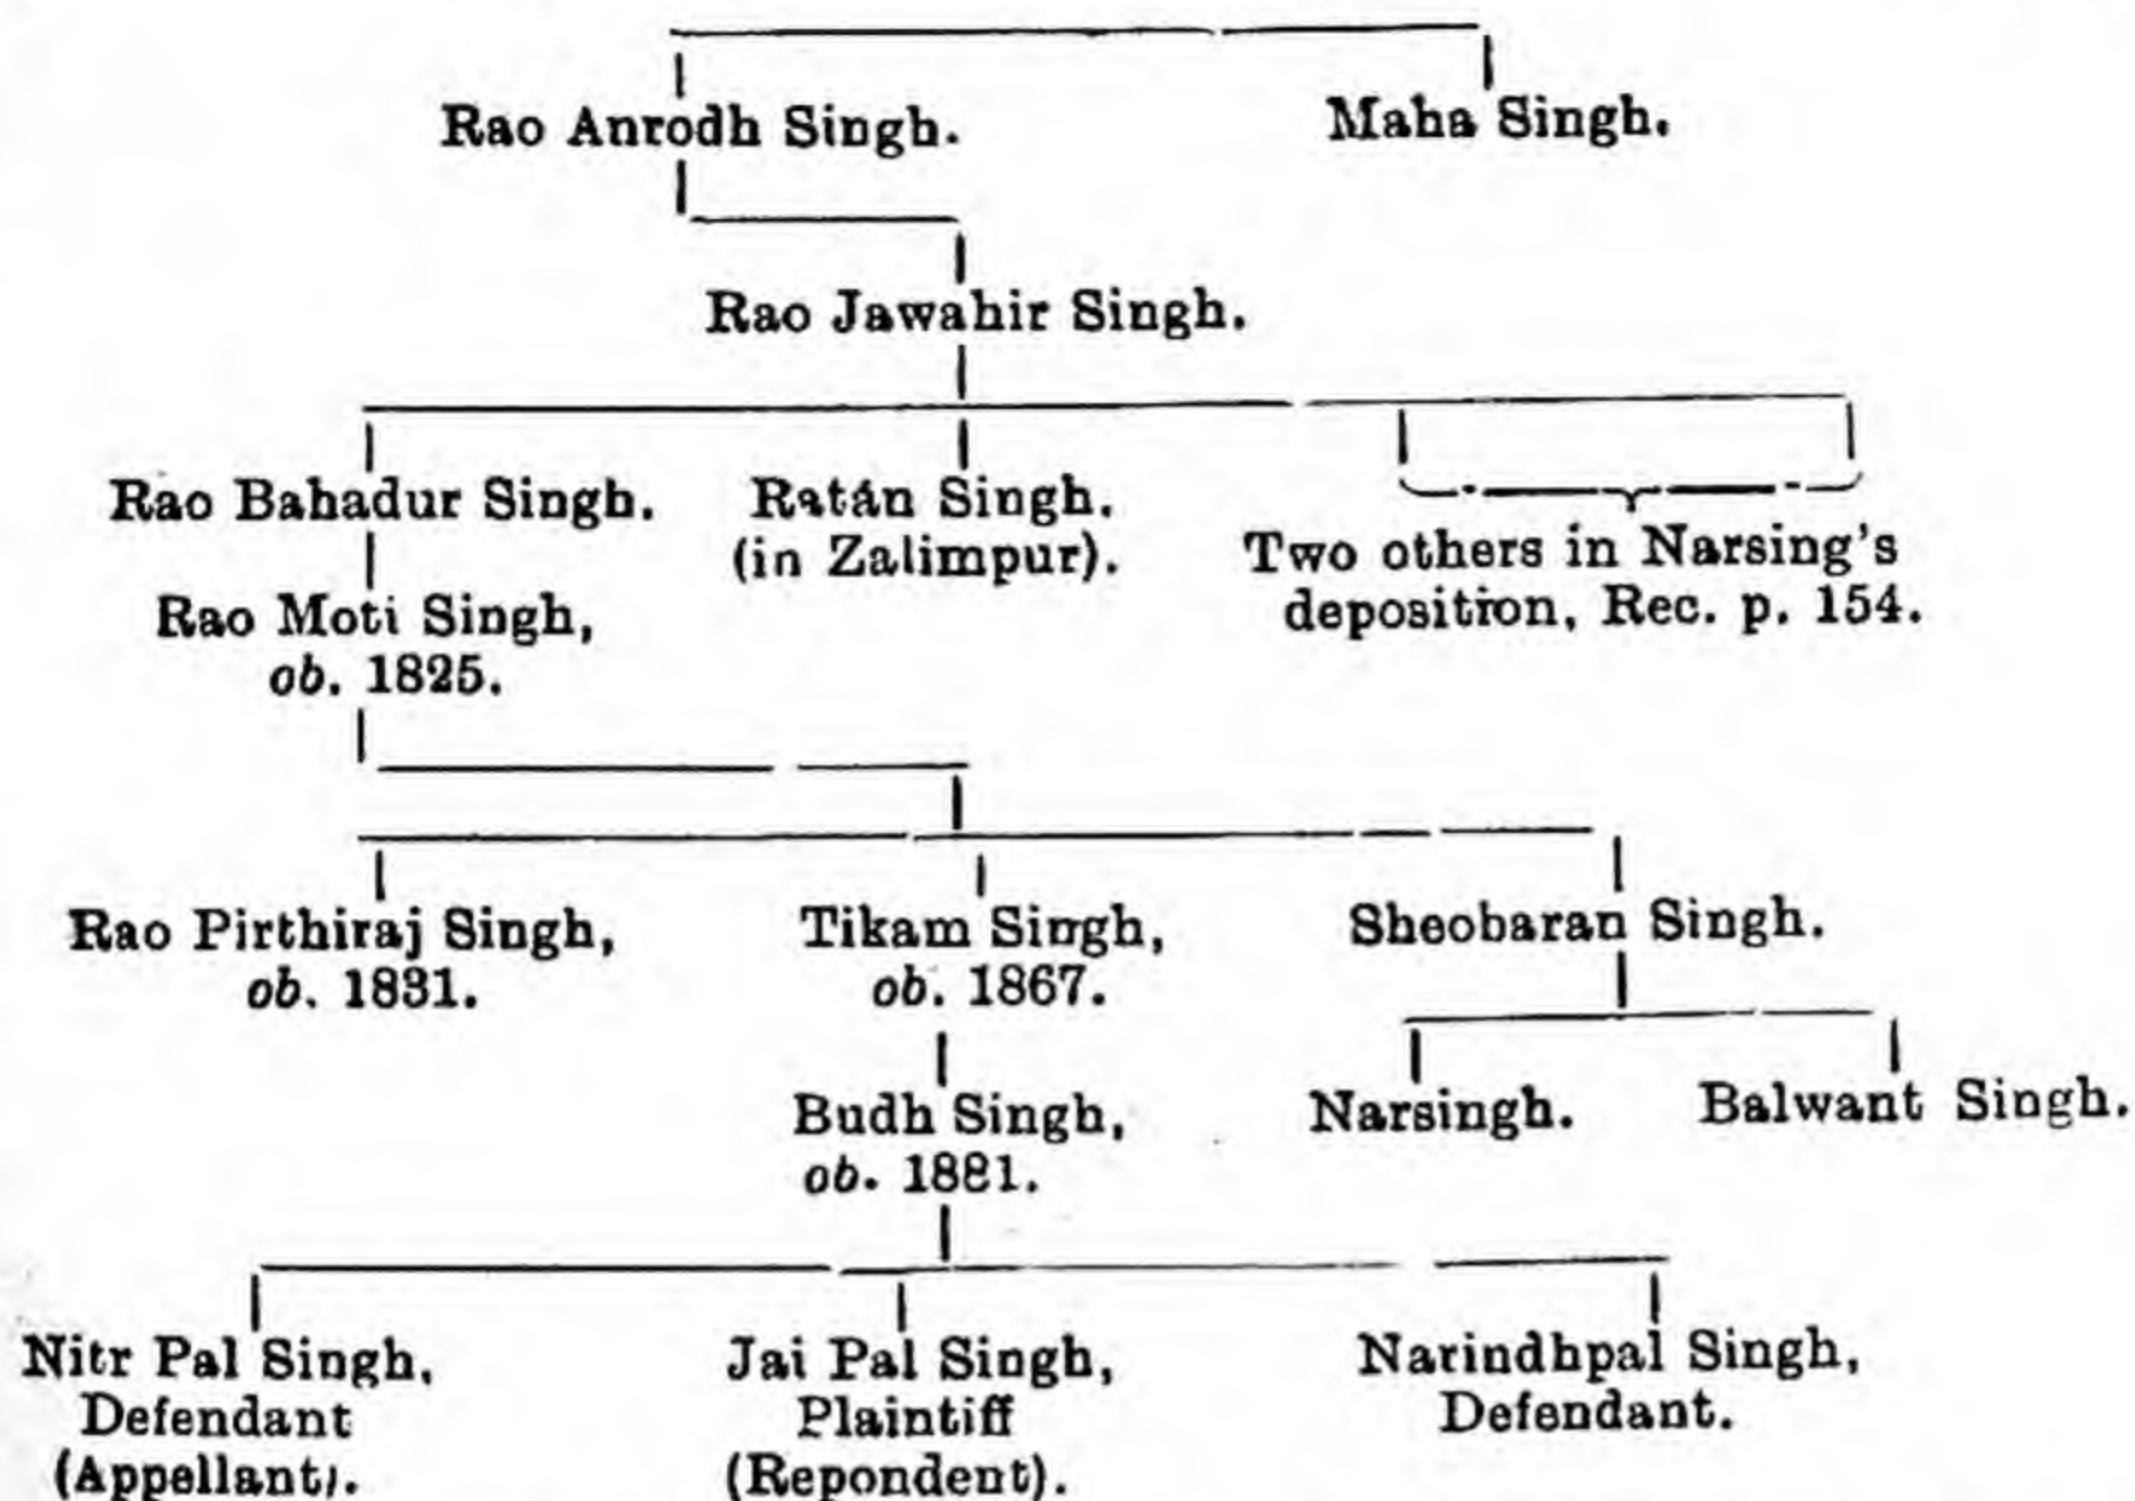 Rao Anrodh Singh. Maha Singh.
Rao Jawahir Singh.
Rao Bahadur Singh. Ratán Singh.
(in Zalimpur). Two others in Narsing's
deposition, Rec. p. 154.
Rao Moti Singh,
ob. 1825.
Rao Pirthiraj Singh, Tikam Singh, Sheobaran Singh.
ob. 1831. ob. 1867.
Budh Singh, Narsingh. Balwant Singh.
ob. 1881.
Nitr Pal Singh, Jai Pal Singh, Narindhpal Singh,
Defendant Plaintiff Defendant.
(Appellant). (Repondent).